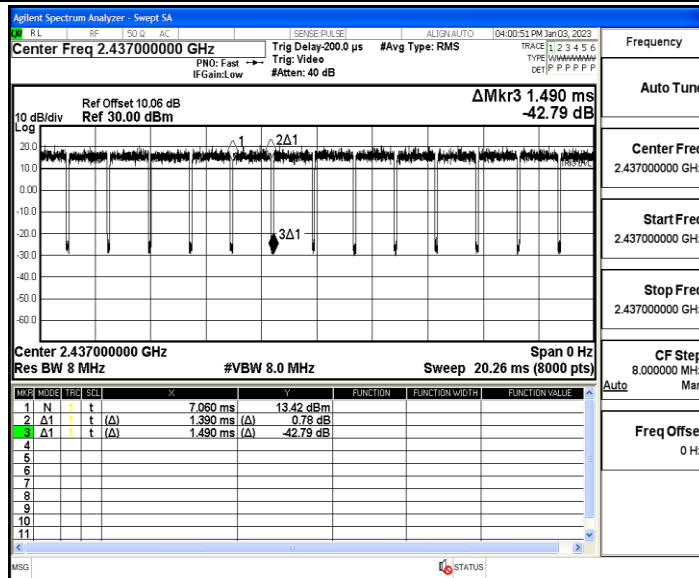 Agilent Spectrum Analyzer - Swept SA
RL RF 50 Ω AC SENSE:PULSE ALIGN AUTO 04:00:51 PM Jan 03, 2023
Center Freq 2.437000000 GHz
Trig Delay-200.0 µs #Avg Type: RMS
TRACE 1 2 3 4 5 6
PNO: Fast Trig: Video
TYPE
IFGain:Low #Atten: 40 dB
DET P P P P P P
Ref Offset 10.06 dB
ΔMkr3 1.490 ms
10 dB/div Ref 30.00 dBm
-42.79 dB
Log
20.0
10.0
0.00
-10.0
-20.0
-30.0
-40.0
-50.0
-60.0
1
2Δ1
3Δ1
Center 2.437000000 GHz Span 0 Hz
Res BW 8 MHz #VBW 8.0 MHz Sweep 20.26 ms (8000 pts)
MKR MODE TRC SCL X Y FUNCTION FUNCTION WIDTH FUNCTION VALUE
1 N 1 t 7.060 ms 13.42 dBm
2 Δ1 1 t (Δ) 1.390 ms (Δ) 0.78 dB
3 Δ1 1 t (Δ) 1.490 ms (Δ) -42.79 dB
4
5
6
7
8
9
10
11
MSG STATUS
Frequency
Auto Tune
Center Freq
2.437000000 GHz
Start Freq
2.437000000 GHz
Stop Freq
2.437000000 GHz
CF Step
8.000000 MHz
Auto Man
Freq Offset
0 Hz